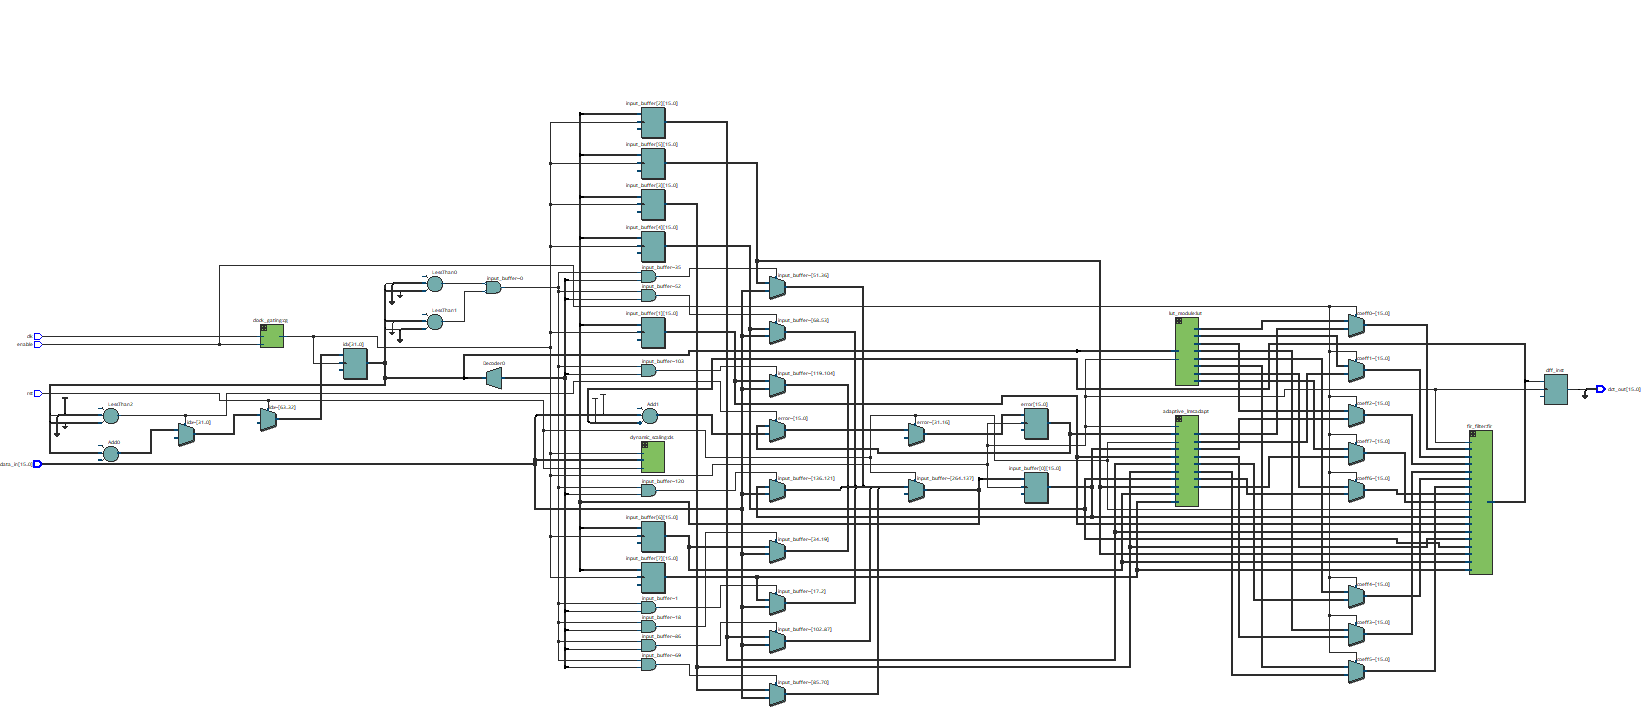 input_buffer[2][15.0]
input_buffer[5][15.0]
input_buffer[3][15.0]
input_buffer[4][15.0]
input_buffer~35
input_buffer~[51.36]
LessThan0
input_buffer~0
input_buffer~52
LessThan1
input_buffer[1][15.0]
input_buffer~[68.53]
lut_module:lut
coeff0~[15.0]
clock_gating:cg
clk
enable
idx[31.0]
Decoder0
input_buffer~103
input_buffer~[119.104]
coeff1~[15.0]
dff_inst
dct_out[15.0]
rst
LessThan2
idx~[31.0]
idx~[63.32]
Add1
error~[15.0]
error~[31.16]
error[15.0]
adaptive_lms:adapt
coeff2~[15.0]
fir_filter:fir
Add0
data_in[15.0]
dynamic_scaling:ds
coeff7~[15.0]
input_buffer~120
input_buffer~[136.121]
input_buffer~[264.137]
input_buffer[0][15.0]
coeff6~[15.0]
input_buffer[6][15.0]
input_buffer~[34.19]
input_buffer[7][15.0]
input_buffer~1
input_buffer~[17.2]
coeff4~[15.0]
input_buffer~18
input_buffer~86
input_buffer~[102.87]
coeff3~[15.0]
input_buffer~69
input_buffer~[85.70]
coeff5~[15.0]